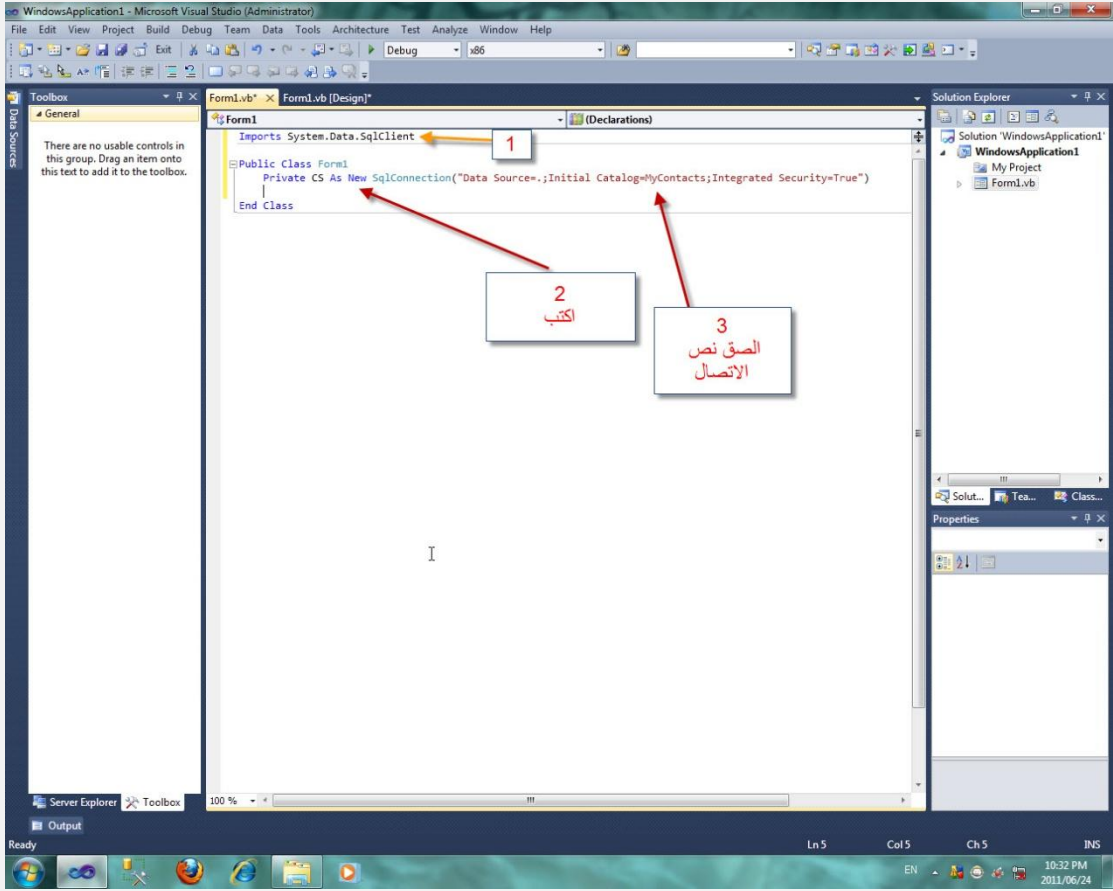 WindowsApplication1 - Microsoft Visual Studio (Administrator)
File Edit View Project Build Debug Team Data Tools Architecture Test Analyze Window Help
Exit Debug x86
Toolbox
General
There are no usable controls in
this group. Drag an item onto
this text to add it to the toolbox.
Data Sources
Form1.vb* Form1.vb [Design]*
Form1 (Declarations)
Imports System.Data.SqlClient
1
Public Class Form1
Private CS As New SqlConnection("Data Source=.;Initial Catalog=MyContacts;Integrated Security=True")
End Class
2
اكتب
3
الصق نص
الاتصال
Solution Explorer
Solution 'WindowsApplication1'
WindowsApplication1
My Project
Form1.vb
Solut... Tea... Class...
Properties
Server Explorer Toolbox
100 %
Output
Ready Ln 5 Col 5 Ch 5 INS
EN 10:32 PM
2011/06/24